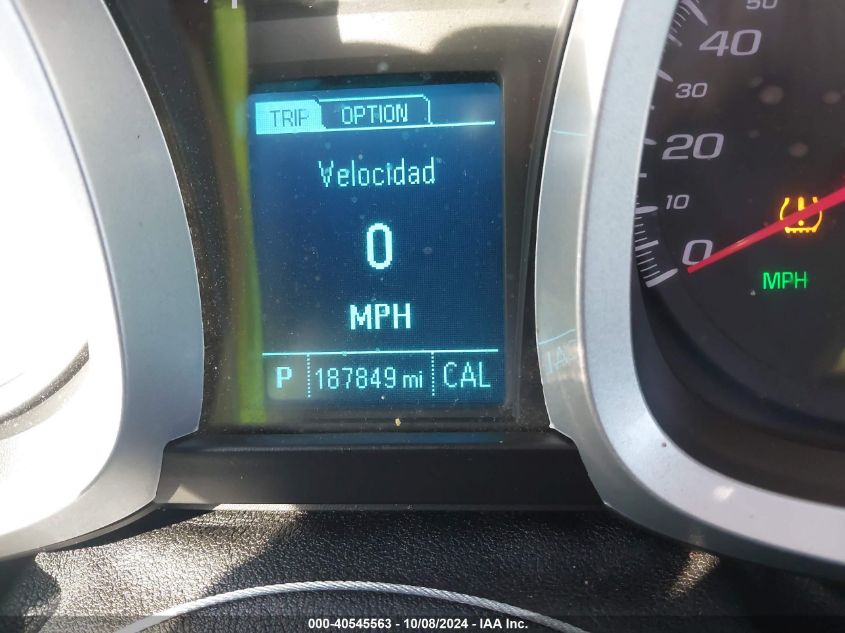 TRIP OPTION
Velocidad
0
MPH
P 187849 mi CAL
50
40
30
20
10
0
MPH
000-40545563 - 10/08/2024 - IAA Inc.